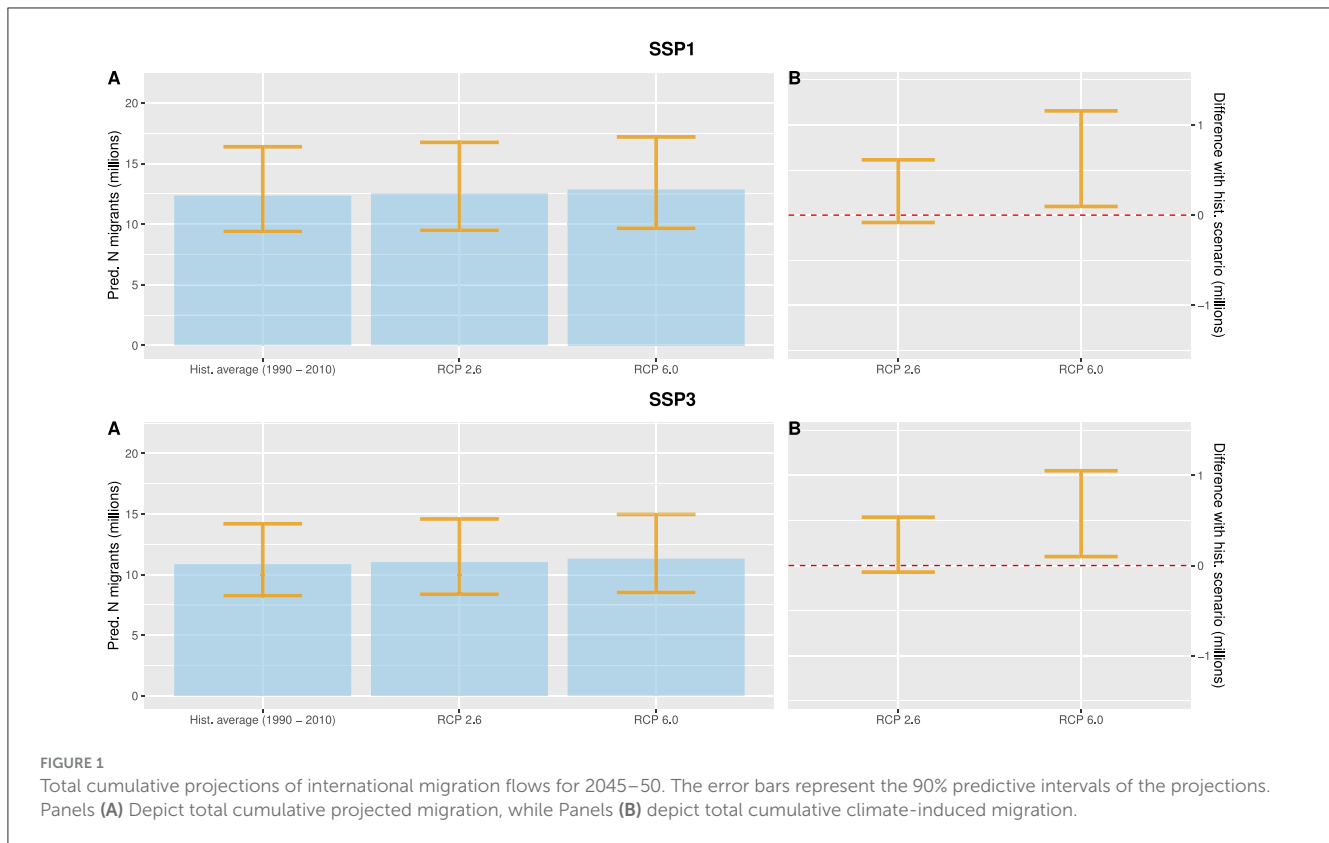 SSP1
A
Pred. N migrants (millions)
20
15
10
5
0
Hist. average (1990 – 2010)
RCP 2.6
RCP 6.0
B
Difference with hist. scenario (millions)
1
0
−1
RCP 2.6
RCP 6.0
SSP3
A
Pred. N migrants (millions)
20
15
10
5
0
Hist. average (1990 – 2010)
RCP 2.6
RCP 6.0
B
Difference with hist. scenario (millions)
1
0
−1
RCP 2.6
RCP 6.0
FIGURE 1
Total cumulative projections of international migration flows for 2045–50. The error bars represent the 90% predictive intervals of the projections.
Panels (A) Depict total cumulative projected migration, while Panels (B) depict total cumulative climate-induced migration.